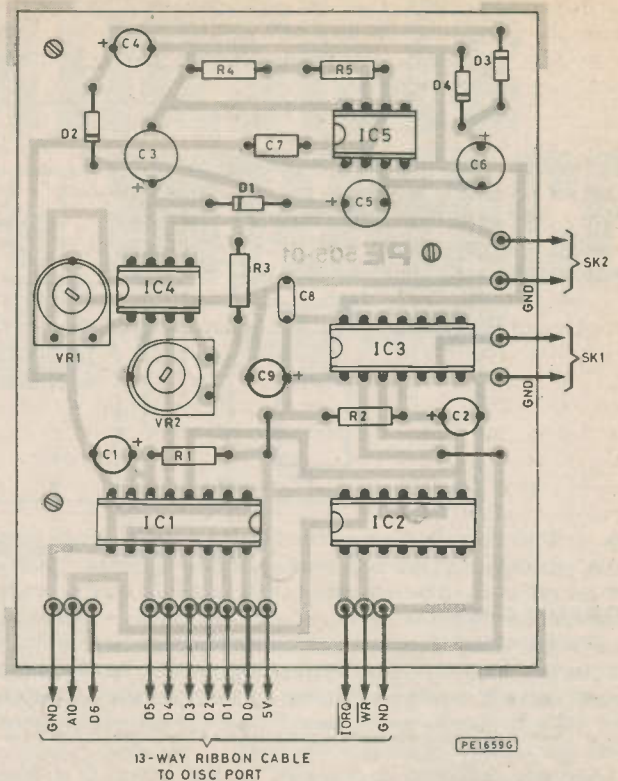 + C4
R4
R5
D3
D4
D2
C3
+
C7
IC5
+
C6
D1
+ C5
PE 505-01
SK2
GND
R3
IC4
C8
VR1
IC3
SK1
GND
VR2
C9 +
R2
+ C2
C1 +
R1
IC1
IC2
GND
A10
D6
D5
D4
D3
D2
D1
D0
5V
IORQ
WR
GND
13-WAY RIBBON CABLE
TO DISC PORT
PE1659G